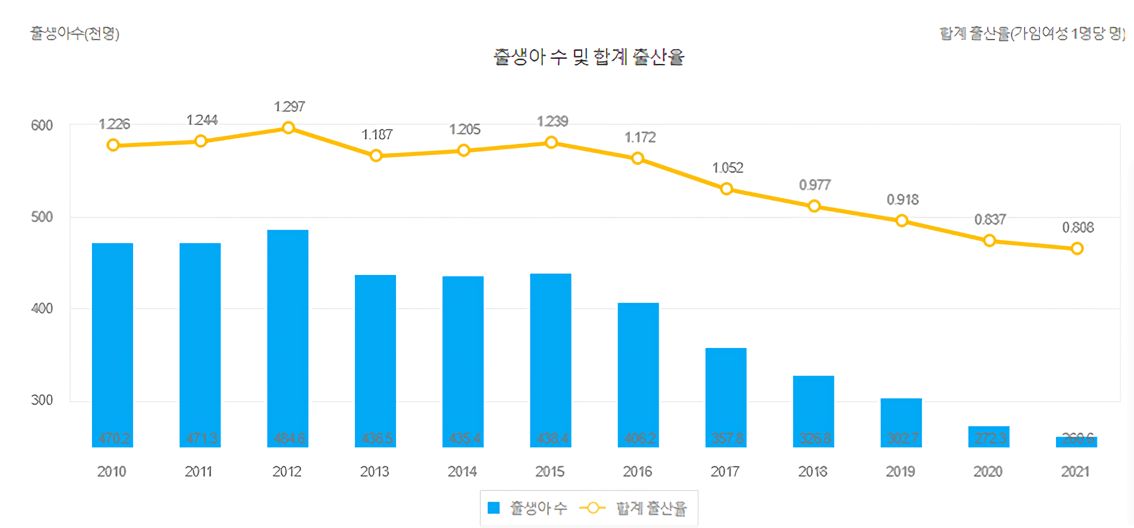 출생아수(천명)
합계 출산율(가임여성 1명당 명)
출생아 수 및 합계 출산율
1.226 1.244 1.297 1.187 1.205 1.239 1.172 1.052 0.977 0.918 0.837 0.808
600
500
400
300
470.2 471.3 484.6 436.5 435.4 438.4 406.2 357.8 326.8 302.7 272.3 260.6
2010 2011 2012 2013 2014 2015 2016 2017 2018 2019 2020 2021
출생아 수 합계 출산율